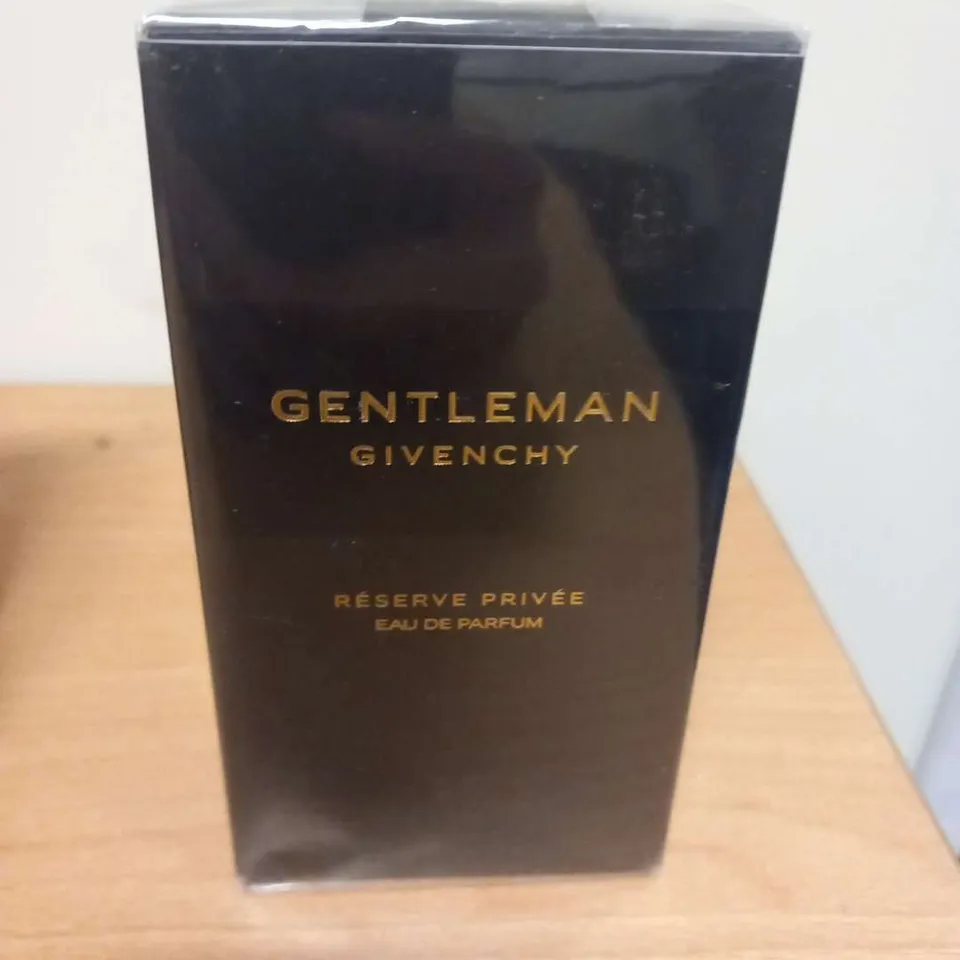 GENTLEMAN
GIVENCHY
RÉSERVE PRIVÉE
EAU DE PARFUM